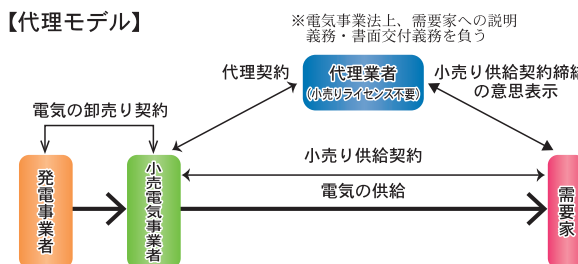 【代理モデル】
※電気事業法上、需要家への説明
義務・書面交付義務を負う
代理契約
代理業者
(小売りライセンス不要)
小売り供給契約締結
の意思表示
電気の卸売り契約
小売り供給契約
電気の供給
発電事業者
小売電気事業者
需要家